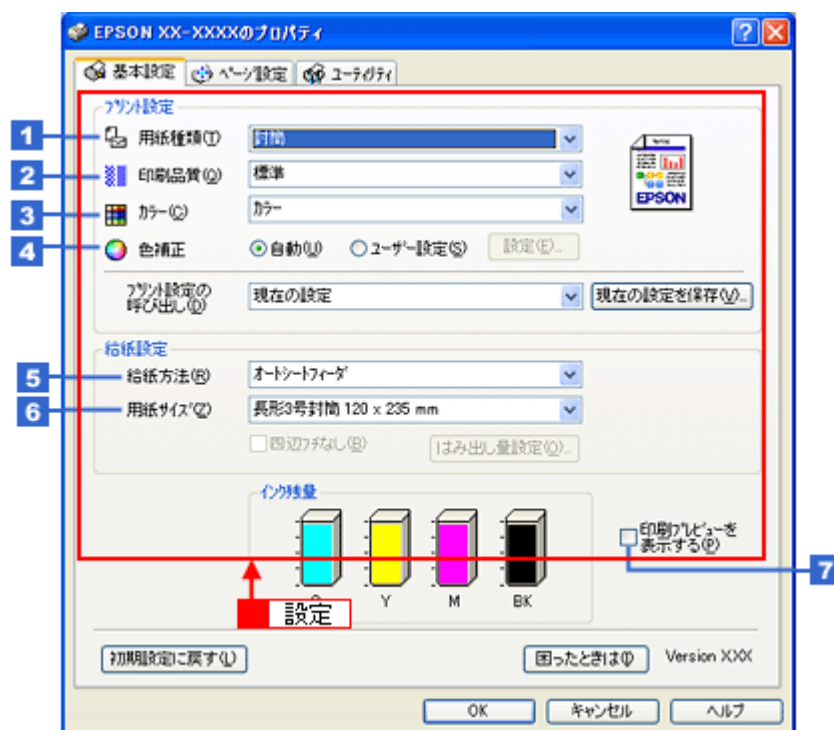 EPSON XX-XXXXのプロパティ
基本設定 ページ設定 ユーティリティ
プリント設定
1 用紙種類(T) 封筒
2 印刷品質(Q) 標準
3 カラー(C) カラー
EPSON
4 色補正 自動(U) ユーザー設定(S) 設定(E)...
プリント設定の
呼び出し(D) 現在の設定 現在の設定を保存(V)...
給紙設定
5 給紙方法(R) オートシートフィーダ
6 用紙サイズ(Z) 長形3号封筒 120 x 235 mm
四辺フチなし(B) はみ出し量設定(O)...
インク残量
印刷プレビューを
表示する(P)
7
C Y M BK
設定
初期設定に戻す(L) 困ったときは(I) Version XXX
OK キャンセル ヘルプ